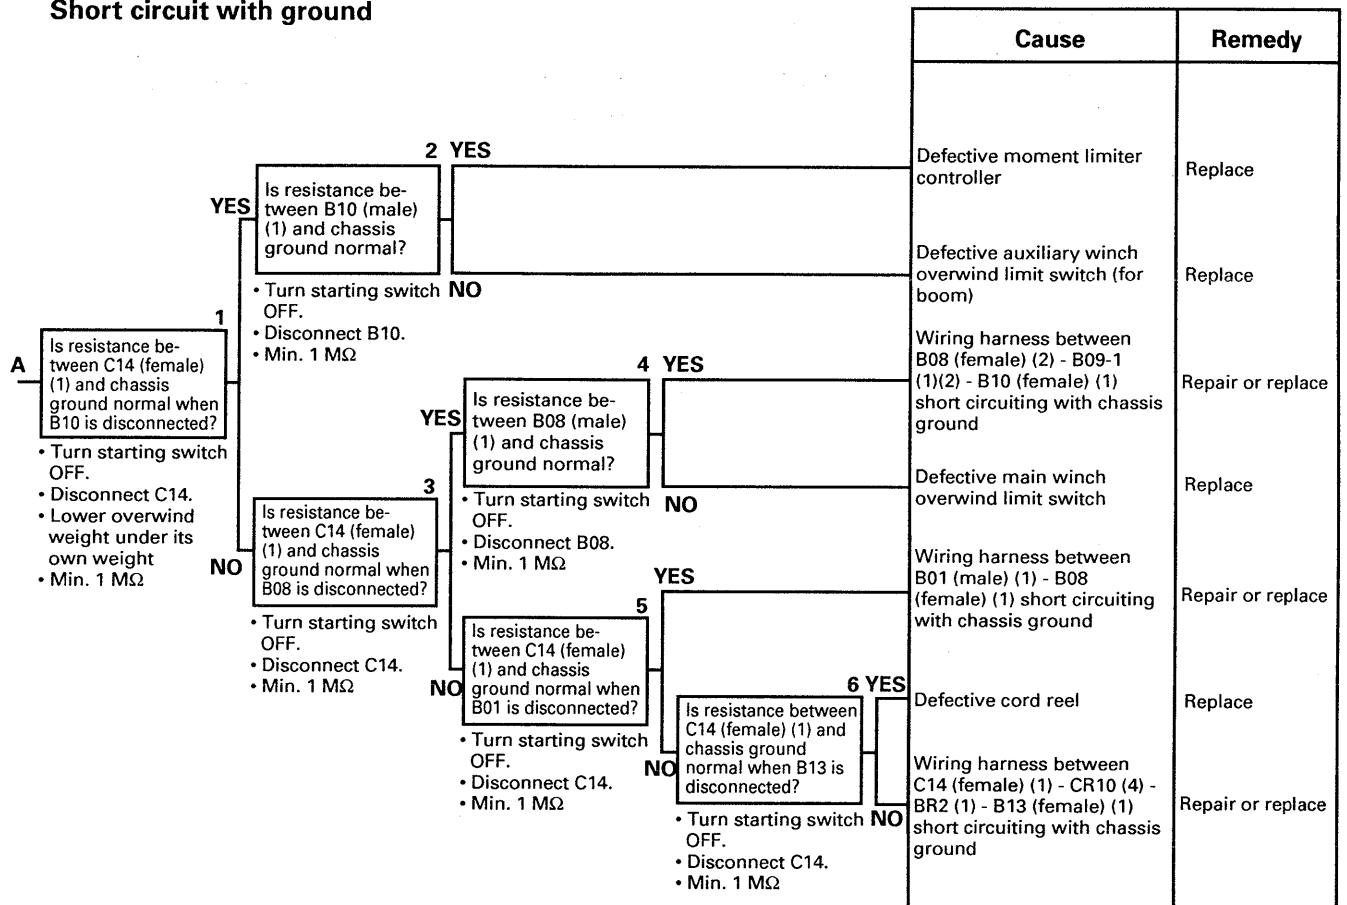 Short circuit with ground
Cause
Remedy
A
1
Is resistance be-
tween C14 (female)
(1) and chassis
ground normal when
B10 is disconnected?
• Turn starting switch
OFF.
• Disconnect C14.
• Lower overwind
weight under its
own weight
• Min. 1 MΩ
YES
2
Is resistance be-
tween B10 (male)
(1) and chassis
ground normal?
• Turn starting switch
OFF.
• Disconnect B10.
• Min. 1 MΩ
YES
Defective moment limiter
controller
Replace
NO
Defective auxiliary winch
overwind limit switch (for
boom)
Replace
NO
3
Is resistance be-
tween C14 (female)
(1) and chassis
ground normal when
B08 is disconnected?
• Turn starting switch
OFF.
• Disconnect C14.
• Min. 1 MΩ
YES
4
Is resistance be-
tween B08 (male)
(1) and chassis
ground normal?
• Turn starting switch
OFF.
• Disconnect B08.
• Min. 1 MΩ
YES
Wiring harness between
B08 (female) (2) - B09-1
(1)(2) - B10 (female) (1)
short circuiting with chassis
ground
Repair or replace
NO
Defective main winch
overwind limit switch
Replace
NO
5
Is resistance be-
tween C14 (female)
(1) and chassis
ground normal when
B01 is disconnected?
• Turn starting switch
OFF.
• Disconnect C14.
• Min. 1 MΩ
YES
Wiring harness between
B01 (male) (1) - B08
(female) (1) short circuiting
with chassis ground
Repair or replace
NO
6
Is resistance between
C14 (female) (1) and
chassis ground
normal when B13 is
disconnected?
• Turn starting switch
OFF.
• Disconnect C14.
• Min. 1 MΩ
YES
Defective cord reel
Replace
NO
Wiring harness between
C14 (female) (1) - CR10 (4) -
BR2 (1) - B13 (female) (1)
short circuiting with chassis
ground
Repair or replace